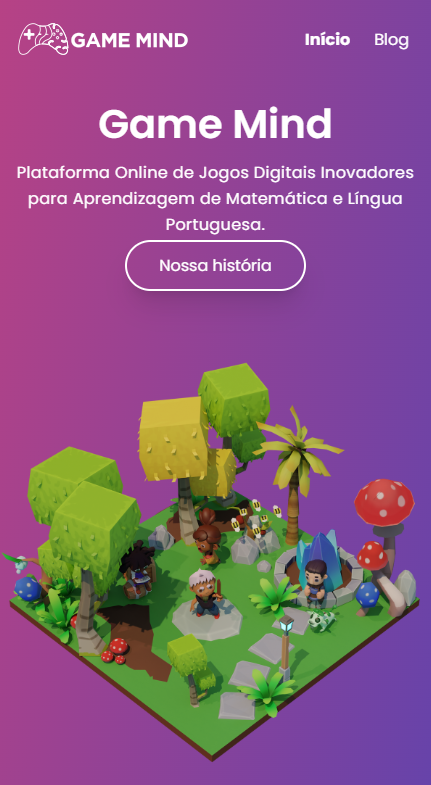 GAME MIND
Início
Blog
Game Mind
Plataforma Online de Jogos Digitais Inovadores
para Aprendizagem de Matemática e Língua
Portuguesa.
Nossa história